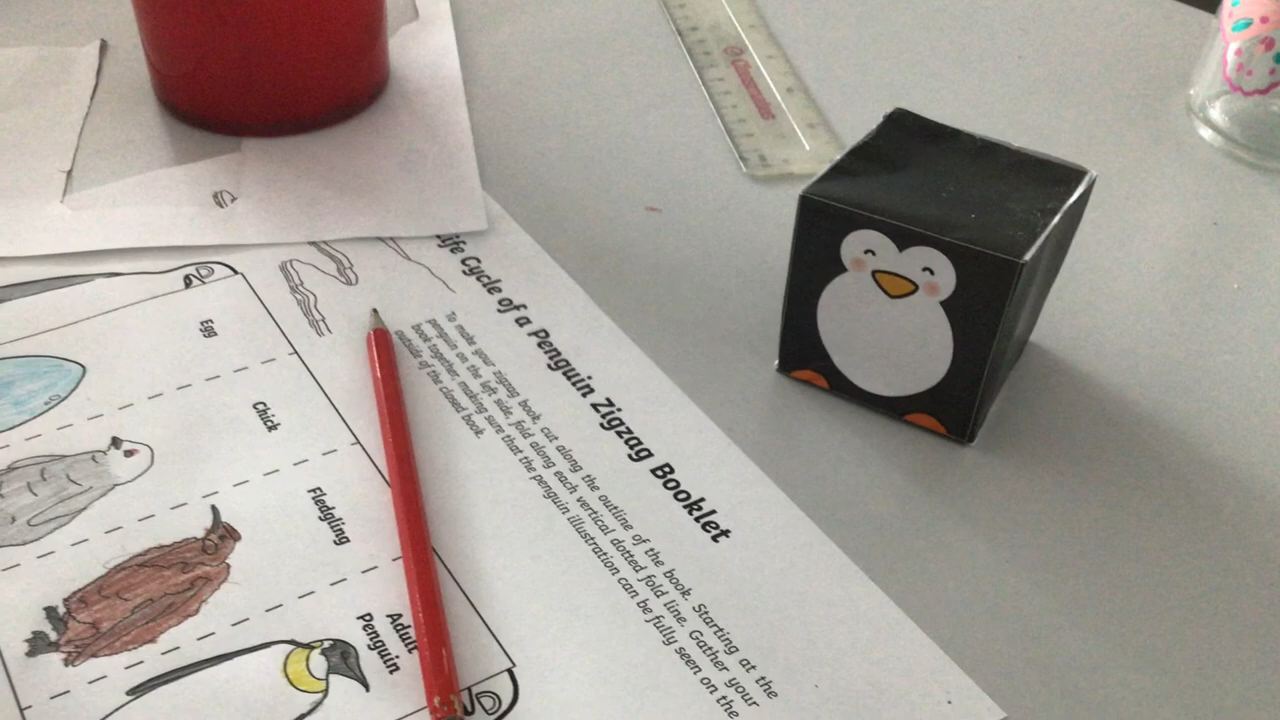 Life Cycle of a Penguin Zigzag Booklet
To make your zigzag book, cut along the outline of the book. Starting at the
penguin on the left side, fold along each vertical dotted fold line. Gather your
book together, making sure that the penguin illustration can be fully seen on the
outside of the closed book.
Egg
Chick
Fledgling
Adult
Penguin
Classmates